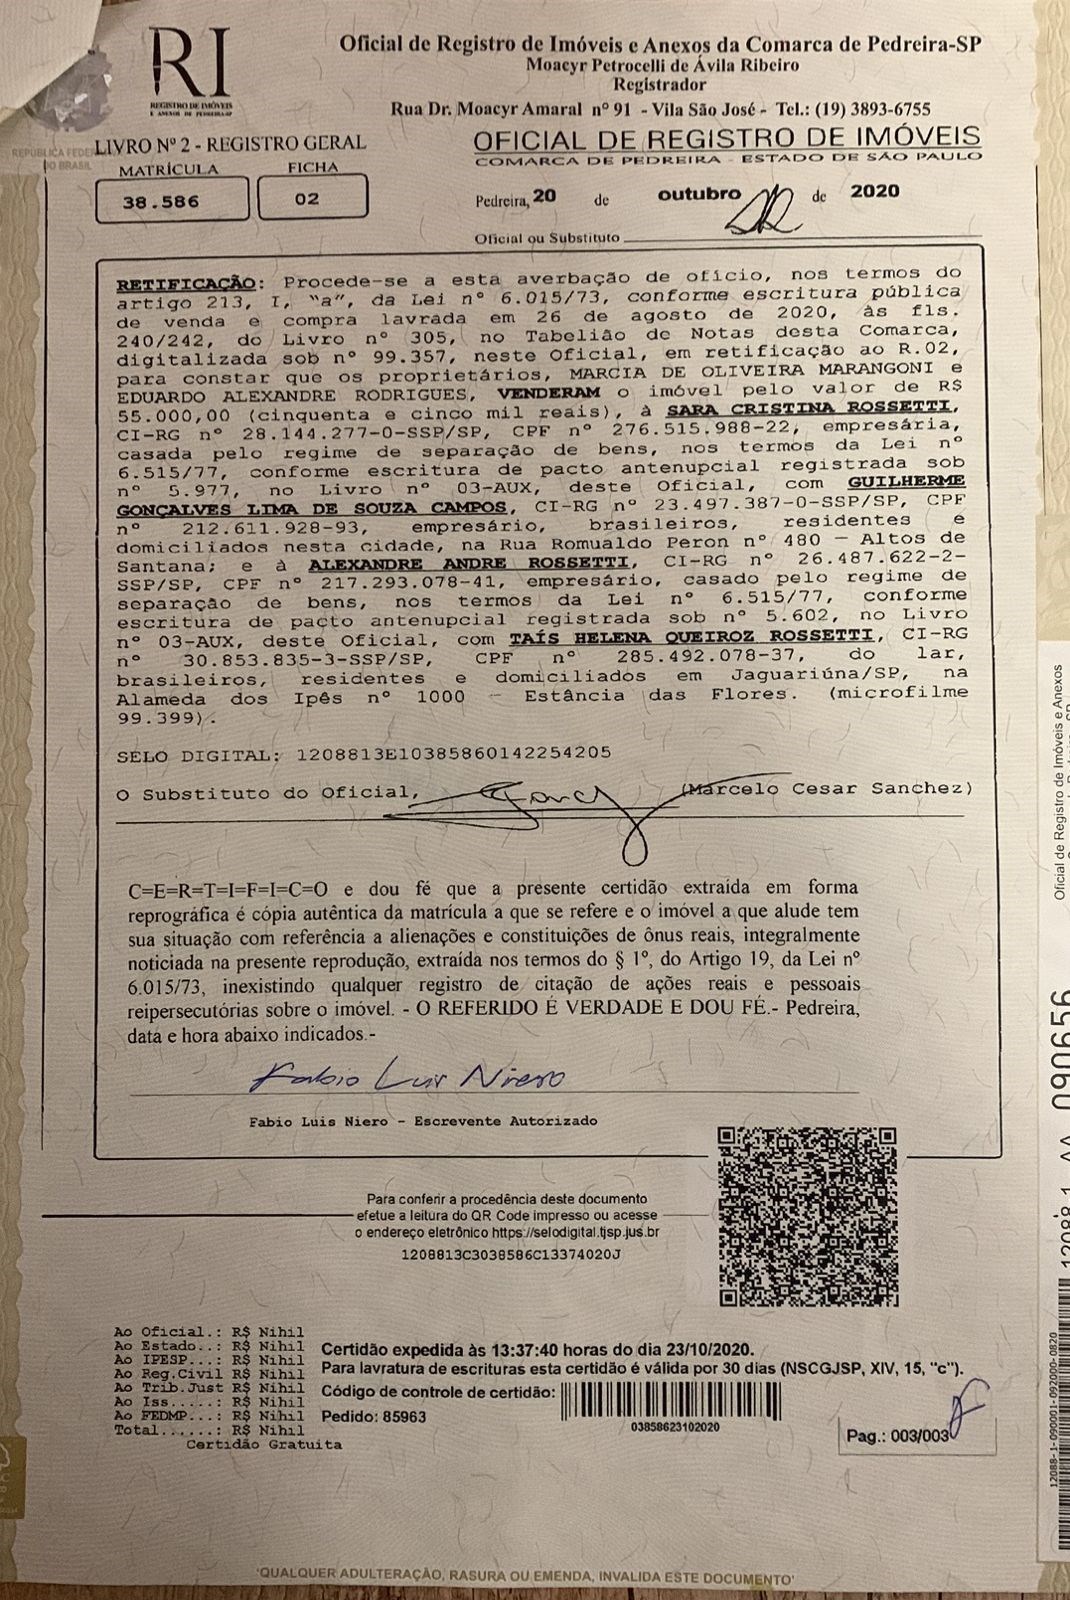 RI
REGISTRO DE IMÓVEIS
E ANEXOS DE PEDREIRA-SP
Oficial de Registro de Imóveis e Anexos da Comarca de Pedreira-SP
Moacyr Petrocelli de Ávila Ribeiro
Registrador
Rua Dr. Moacyr Amaral nº 91 - Vila São José - Tel.: (19) 3893-6755
LIVRO Nº 2 - REGISTRO GERAL
OFICIAL DE REGISTRO DE IMÓVEIS
COMARCA DE PEDREIRA - ESTADO DE SÃO PAULO
MATRÍCULA
FICHA
38.586
02
Pedreira, 20 de outubro de 2020
Oficial ou Substituto
RETIFICAÇÃO: Procede-se a esta averbação de ofício, nos termos do
artigo 213, I, "a", da Lei nº 6.015/73, conforme escritura pública
de venda e compra lavrada em 26 de agosto de 2020, às fls.
240/242, do Livro nº 305, no Tabelião de Notas desta Comarca,
digitalizada sob nº 99.357, neste Oficial, em retificação ao R.02,
para constar que os proprietários, MARCIA DE OLIVEIRA MARANGONI e
EDUARDO ALEXANDRE RODRIGUES, VENDERAM o imóvel pelo valor de R$
55.000,00 (cinquenta e cinco mil reais), à SARA CRISTINA ROSSETTI,
CI-RG nº 28.144.277-0-SSP/SP, CPF nº 276.515.988-22, empresária,
casada pelo regime de separação de bens, nos termos da Lei nº
6.515/77, conforme escritura de pacto antenupcial registrada sob
nº 5.977, no Livro nº 03-AUX, deste Oficial, com GUILHERME
GONÇALVES LIMA DE SOUZA CAMPOS, CI-RG nº 23.497.387-0-SSP/SP, CPF
nº 212.611.928-93, empresário, brasileiros, residentes e
domiciliados nesta cidade, na Rua Romualdo Peron nº 480 – Altos de
Santana; e à ALEXANDRE ANDRE ROSSETTI, CI-RG nº 26.487.622-2-
SSP/SP, CPF nº 217.293.078-41, empresário, casado pelo regime de
separação de bens, nos termos da Lei nº 6.515/77, conforme
escritura de pacto antenupcial registrada sob nº 5.602, no Livro
nº 03-AUX, deste Oficial, com TAÍS HELENA QUEIROZ ROSSETTI, CI-RG
nº 30.853.835-3-SSP/SP, CPF nº 285.492.078-37, do lar,
brasileiros, residentes e domiciliados em Jaguariúna/SP, na
Alameda dos Ipês nº 1000 – Estância das Flores. (microfilme
99.399).
SELO DIGITAL: 1208813E10385860142254205
O Substituto do Oficial, (Marcelo Cesar Sanchez)
C=E=R=T=I=F=I=C=O e dou fé que a presente certidão extraída em forma
reprográfica é cópia autêntica da matrícula a que se refere e o imóvel a que alude tem
sua situação com referência a alienações e constituições de ônus reais, integralmente
noticiada na presente reprodução, extraída nos termos do § 1º, do Artigo 19, da Lei nº
6.015/73, inexistindo qualquer registro de citação de ações reais e pessoais
reipersecutórias sobre o imóvel. - O REFERIDO É VERDADE E DOU FÉ.- Pedreira,
data e hora abaixo indicados.-
Fabio Luis Niero
Fabio Luis Niero - Escrevente Autorizado
Para conferir a procedência deste documento
efetue a leitura do QR Code impresso ou acesse
o endereço eletrônico https://selodigital.tjsp.jus.br
1208813C3038586C13374020J
Ao Oficial.: R$ Nihil
Ao Estado..: R$ Nihil
Ao IPESP...: R$ Nihil
Ao Reg.Civil R$ Nihil
Ao Trib.Just R$ Nihil
Ao Iss.....: R$ Nihil
Ao FEDMP...: R$ Nihil
Total......: R$ Nihil
Certidão Gratuita
Certidão expedida às 13:37:40 horas do dia 23/10/2020.
Para lavratura de escrituras esta certidão é válida por 30 dias (NSCGJSP, XIV, 15, "c").
Código de controle de certidão:
03858623102020
Pedido: 85963
Pag.: 003/003
'QUALQUER ADULTERAÇÃO, RASURA OU EMENDA, INVALIDA ESTE DOCUMENTO'
Oficial de Registro de Imóveis e Anexos
12088-1-090001-092000-0820